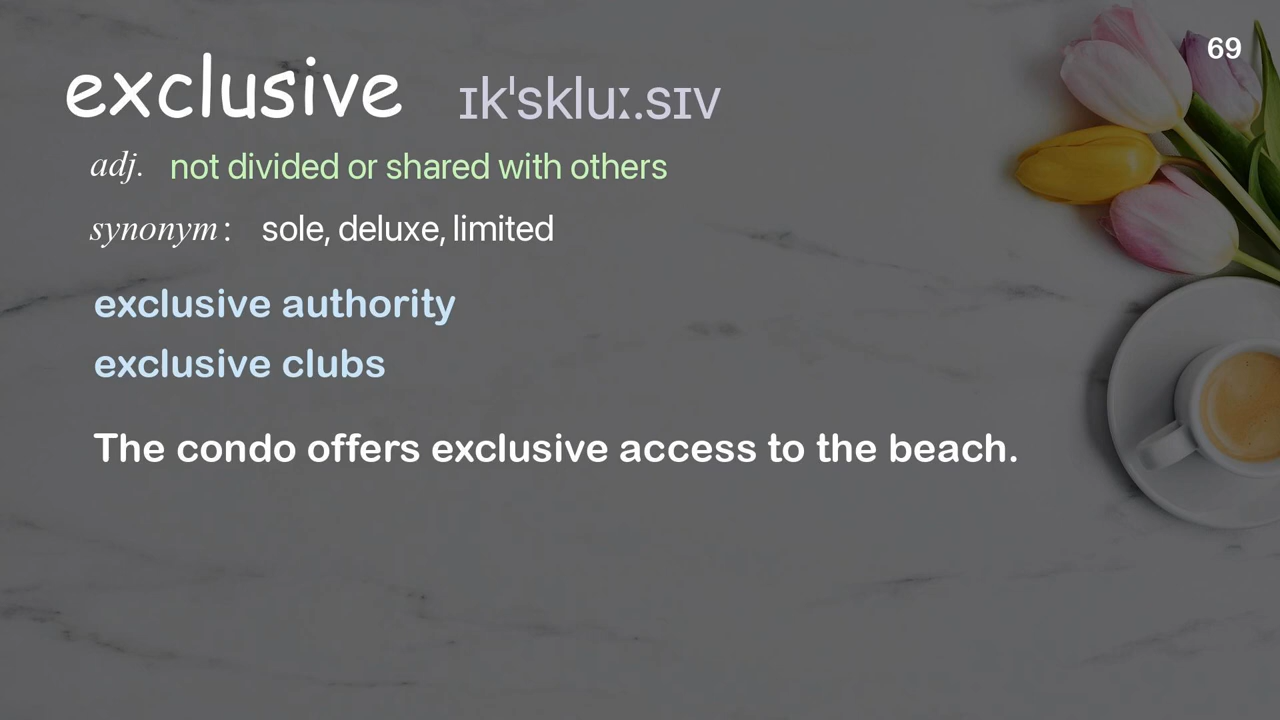 69
exclusive ɪkˈskluː.sɪv
adj. not divided or shared with others
synonym: sole, deluxe, limited
exclusive authority
exclusive clubs
The condo offers exclusive access to the beach.